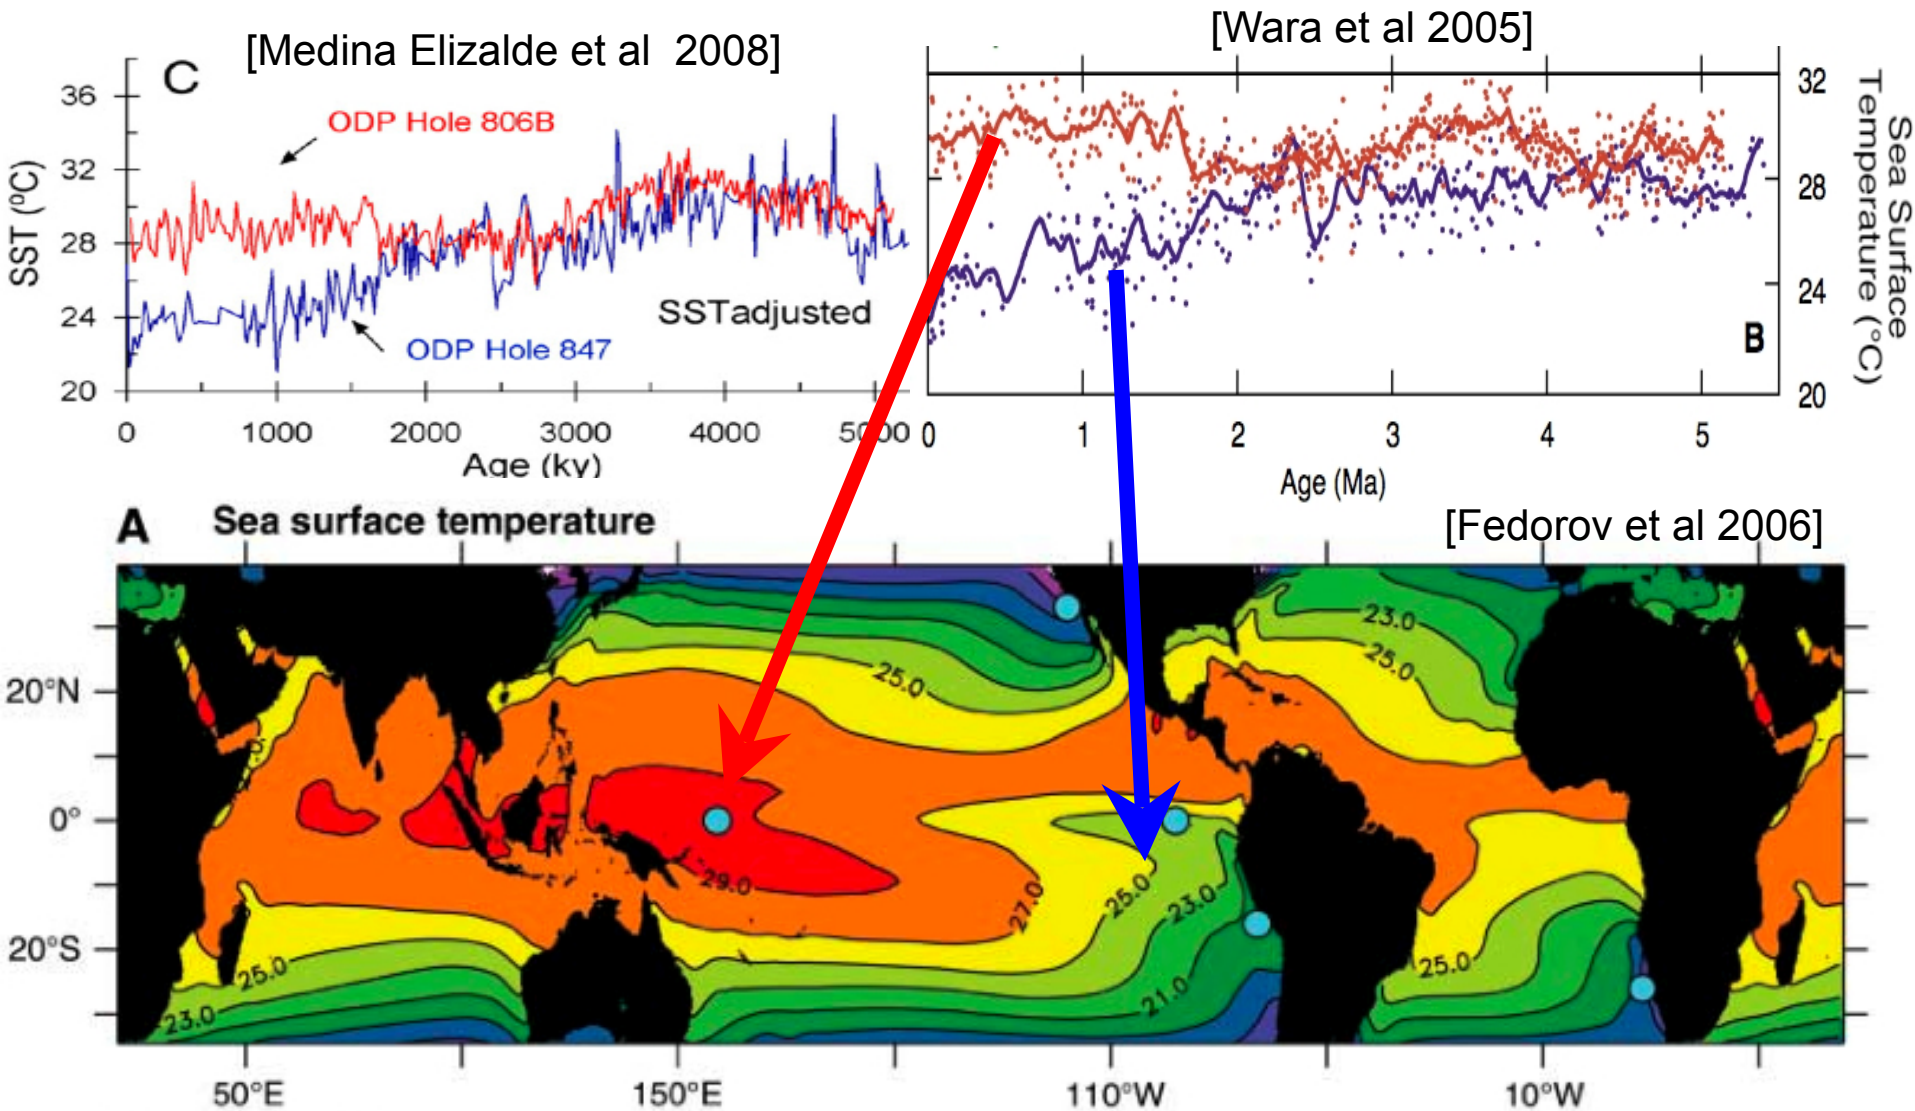 [Medina Elizalde et al 2008]
[Wara et al 2005]
C
36
32
28
24
20
SST (ºC)
ODP Hole 806B
ODP Hole 847
SSTadjusted
0 1000 2000 3000 4000 5000
Age (ky)
32
28
24
20
Sea Surface
Temperature (°C)
B
0 1 2 3 4 5
Age (Ma)
A Sea surface temperature
[Fedorov et al 2006]
20°N
0°
20°S
23.0
25.0
25.0
29.0
27.0
25.0
23.0
25.0
25.0
21.0
23.0
50°E 150°E 110°W 10°W